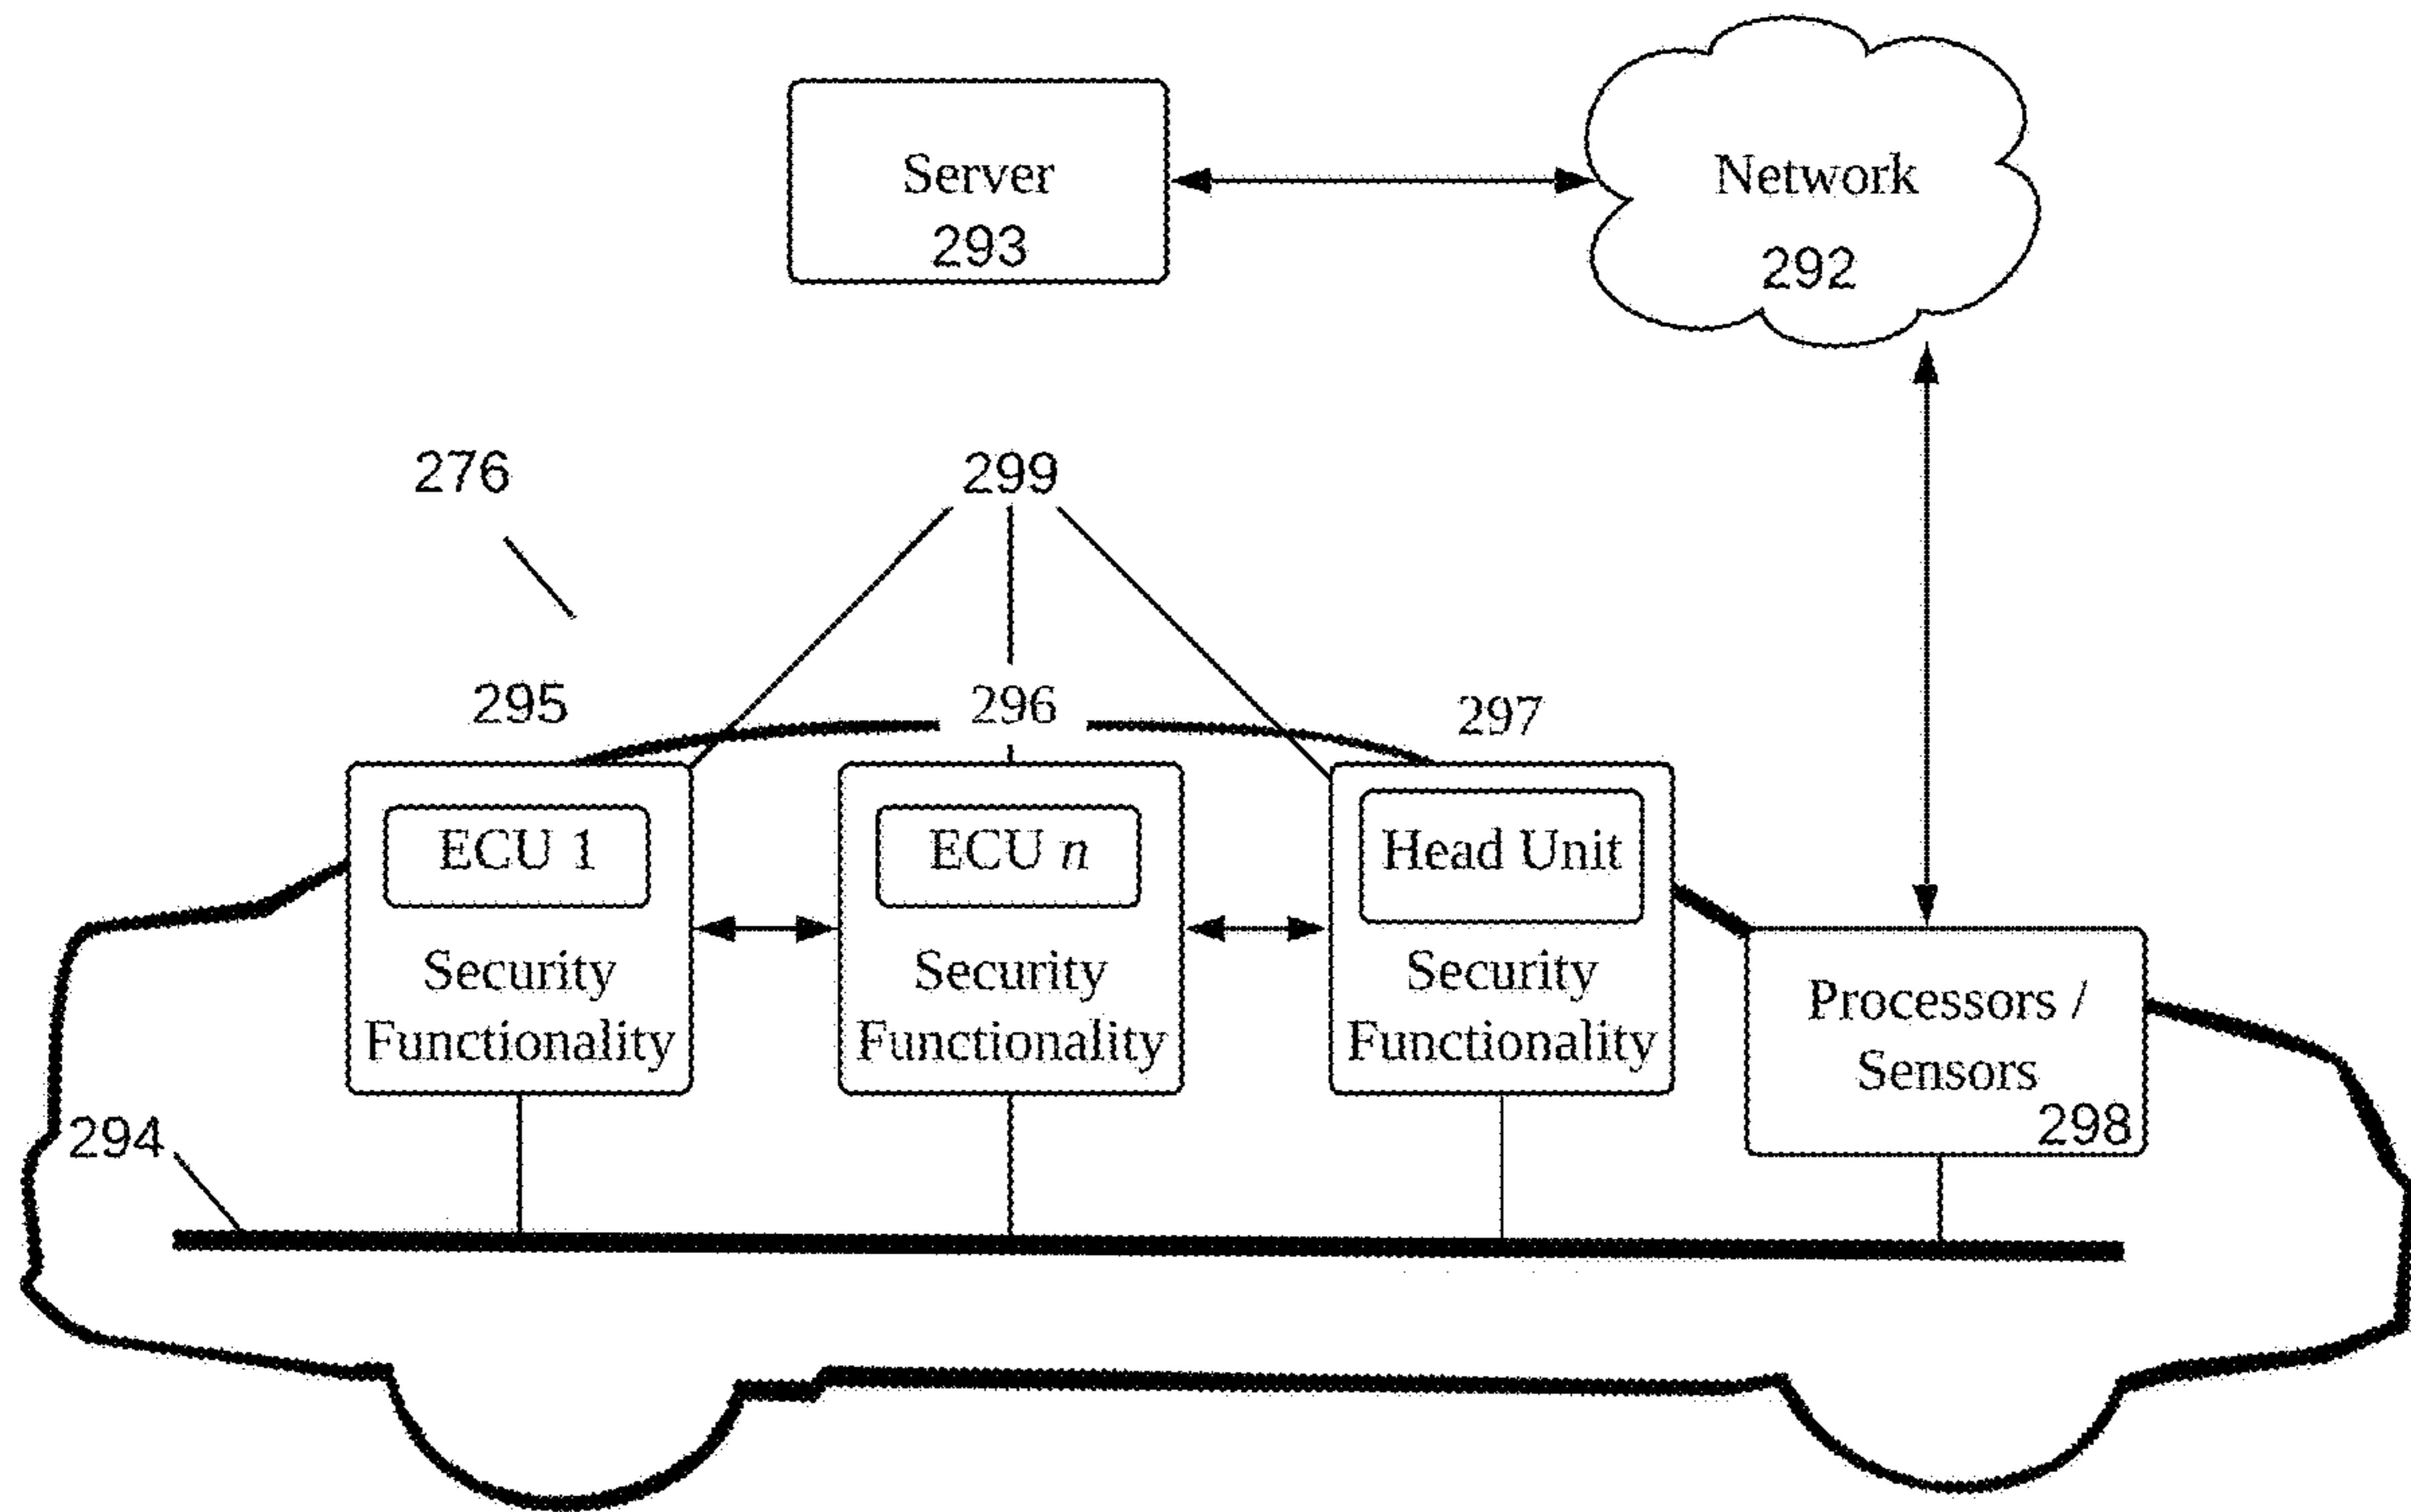 Server
293
Network
292
276
299
295
296
297
ECU 1
Security
Functionality
ECU n
Security
Functionality
Head Unit
Security
Functionality
Processors /
Sensors
298
294